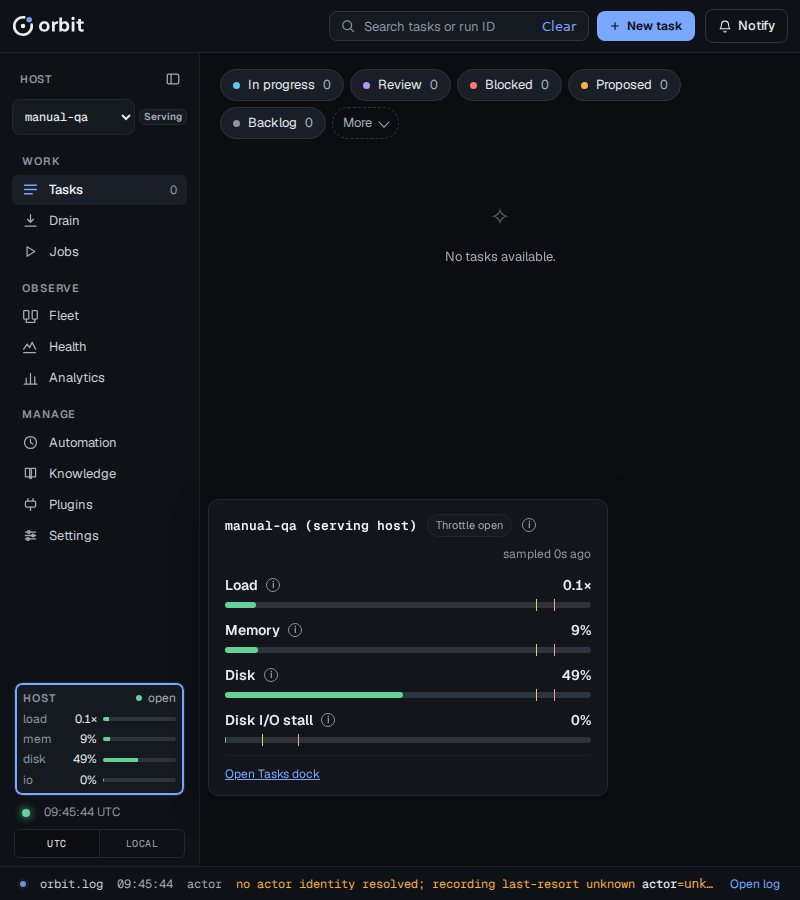 orbit
Search tasks or run ID
Clear
+ New task
Notify
HOST
manual-qa
Serving
WORK
Tasks 0
Drain
Jobs
OBSERVE
Fleet
Health
Analytics
MANAGE
Automation
Knowledge
Plugins
Settings
In progress 0
Review 0
Blocked 0
Proposed 0
Backlog 0
More
No tasks available.
manual-qa (serving host) Throttle open
sampled 0s ago
Load 0.1×
Memory 9%
Disk 49%
Disk I/O stall 0%
Open Tasks dock
HOST open
load 0.1×
mem 9%
disk 49%
io 0%
09:45:44 UTC
UTC LOCAL
orbit.log 09:45:44 actor no actor identity resolved; recording last-resort unknown actor=unk… Open log